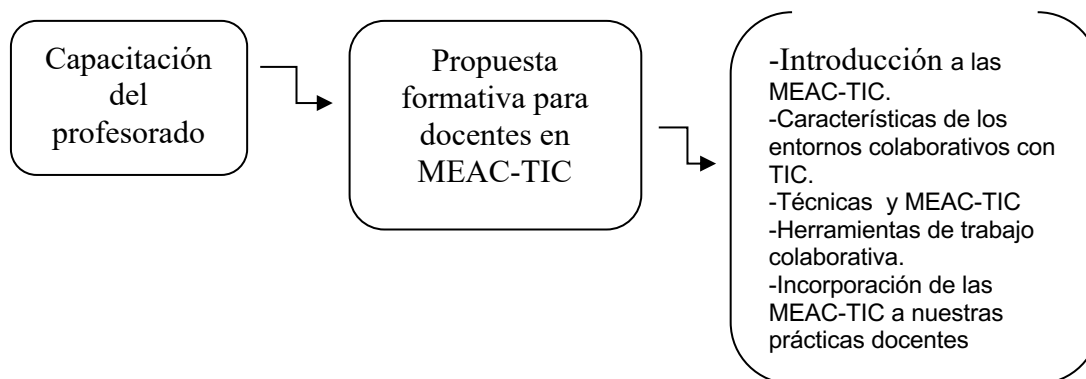 Capacitación
del
profesorado
Propuesta
formativa para
docentes en
MEAC-TIC
-Introducción a las
MEAC-TIC.
-Características de los
entornos colaborativos con
TIC.
-Técnicas y MEAC-TIC
-Herramientas de trabajo
colaborativa.
-Incorporación de las
MEAC-TIC a nuestras
prácticas docentes